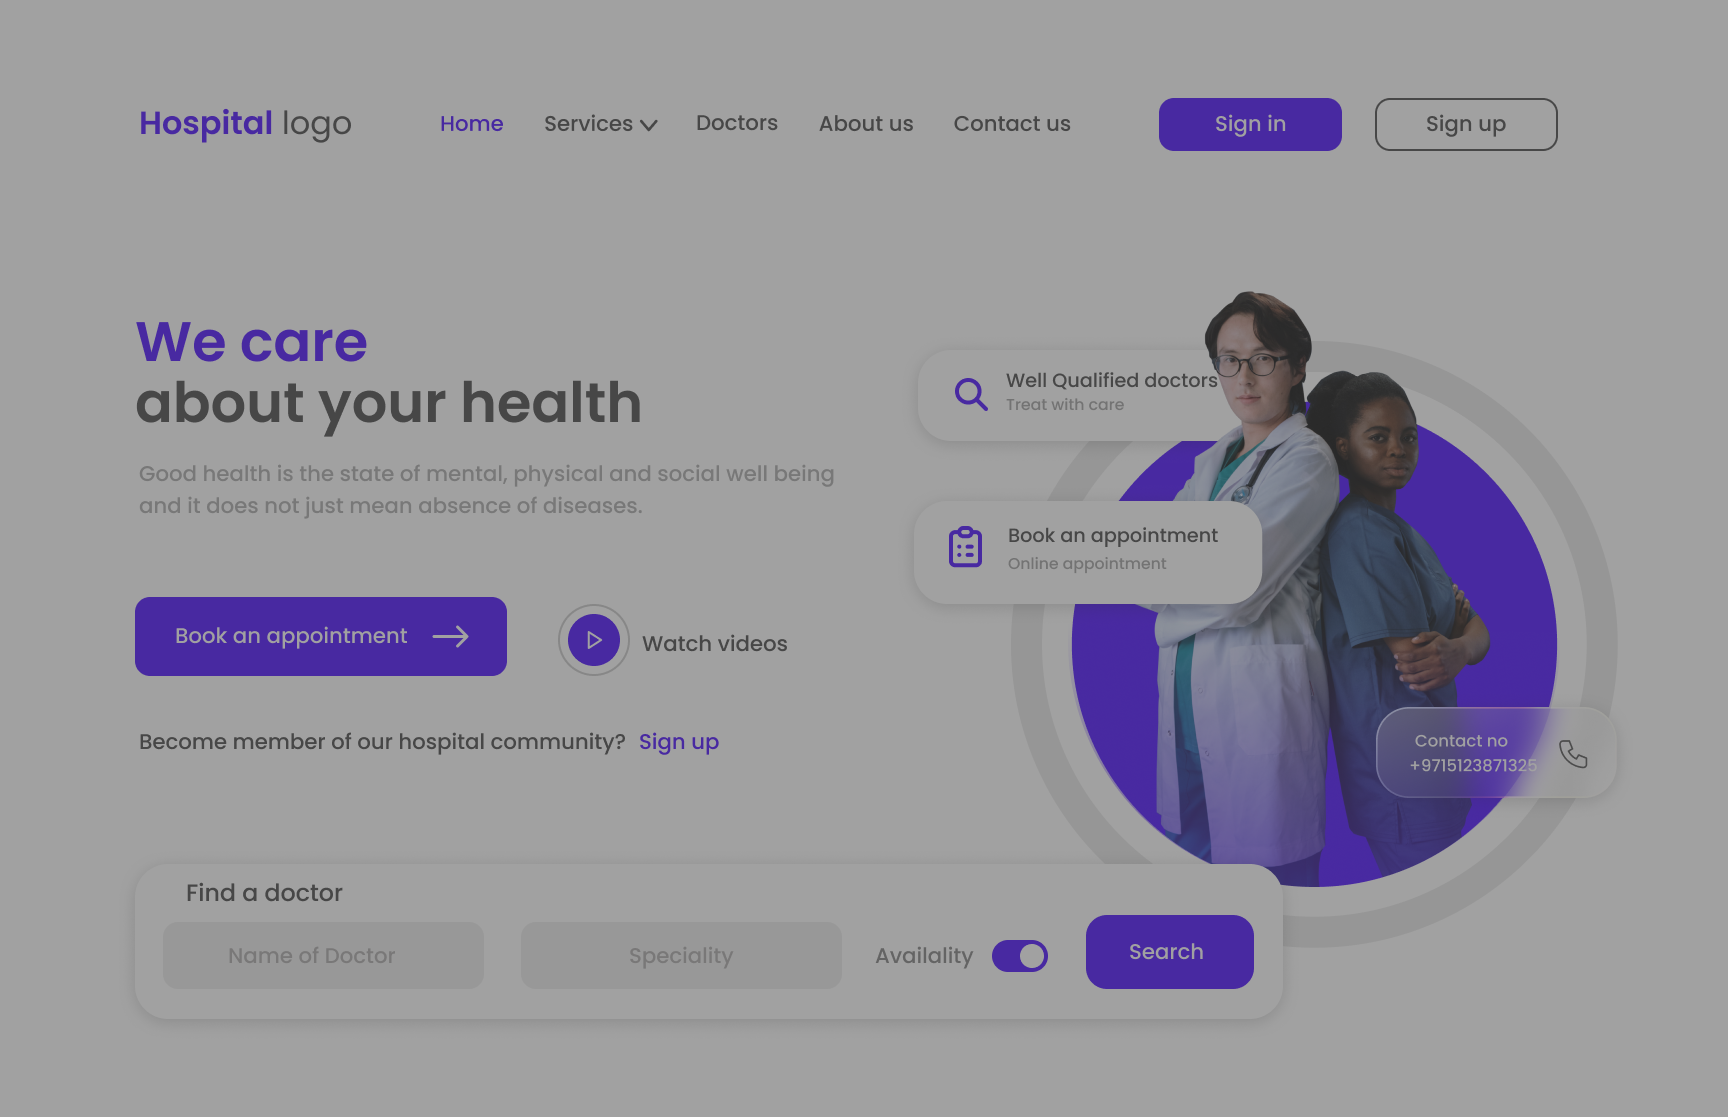 Hospital logo
Home
Services
Doctors
About us
Contact us
Sign in
Sign up
We care
about your health
Good health is the state of mental, physical and social well being
and it does not just mean absence of diseases.
Book an appointment
Watch videos
Become member of our hospital community? Sign up
Well Qualified doctors
Treat with care
Book an appointment
Online appointment
Contact no
+9715123871325
Find a doctor
Name of Doctor
Speciality
Availality
Search